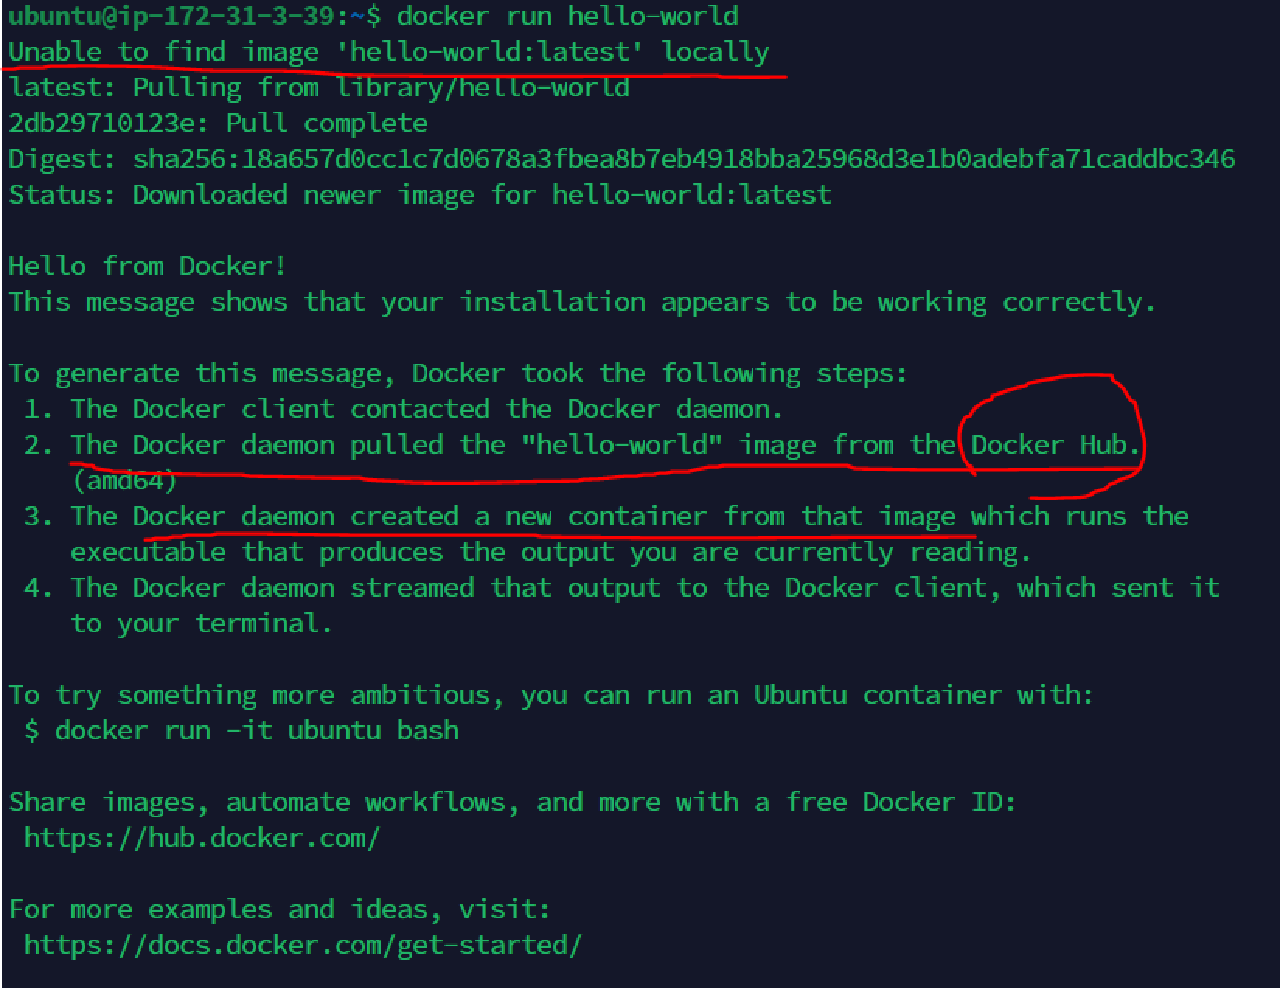 ubuntu@ip-172-31-3-39:~$ docker run hello-world
Unable to find image 'hello-world:latest' locally
latest: Pulling from library/hello-world
2db29710123e: Pull complete
Digest: sha256:18a657d0cc1c7d0678a3fbea8b7eb4918bba25968d3e1b0adebfa71caddbc346
Status: Downloaded newer image for hello-world:latest

Hello from Docker!
This message shows that your installation appears to be working correctly.

To generate this message, Docker took the following steps:
 1. The Docker client contacted the Docker daemon.
 2. The Docker daemon pulled the "hello-world" image from the Docker Hub.
    (amd64)
 3. The Docker daemon created a new container from that image which runs the
    executable that produces the output you are currently reading.
 4. The Docker daemon streamed that output to the Docker client, which sent it
    to your terminal.

To try something more ambitious, you can run an Ubuntu container with:
 $ docker run -it ubuntu bash

Share images, automate workflows, and more with a free Docker ID:
 https://hub.docker.com/

For more examples and ideas, visit:
 https://docs.docker.com/get-started/